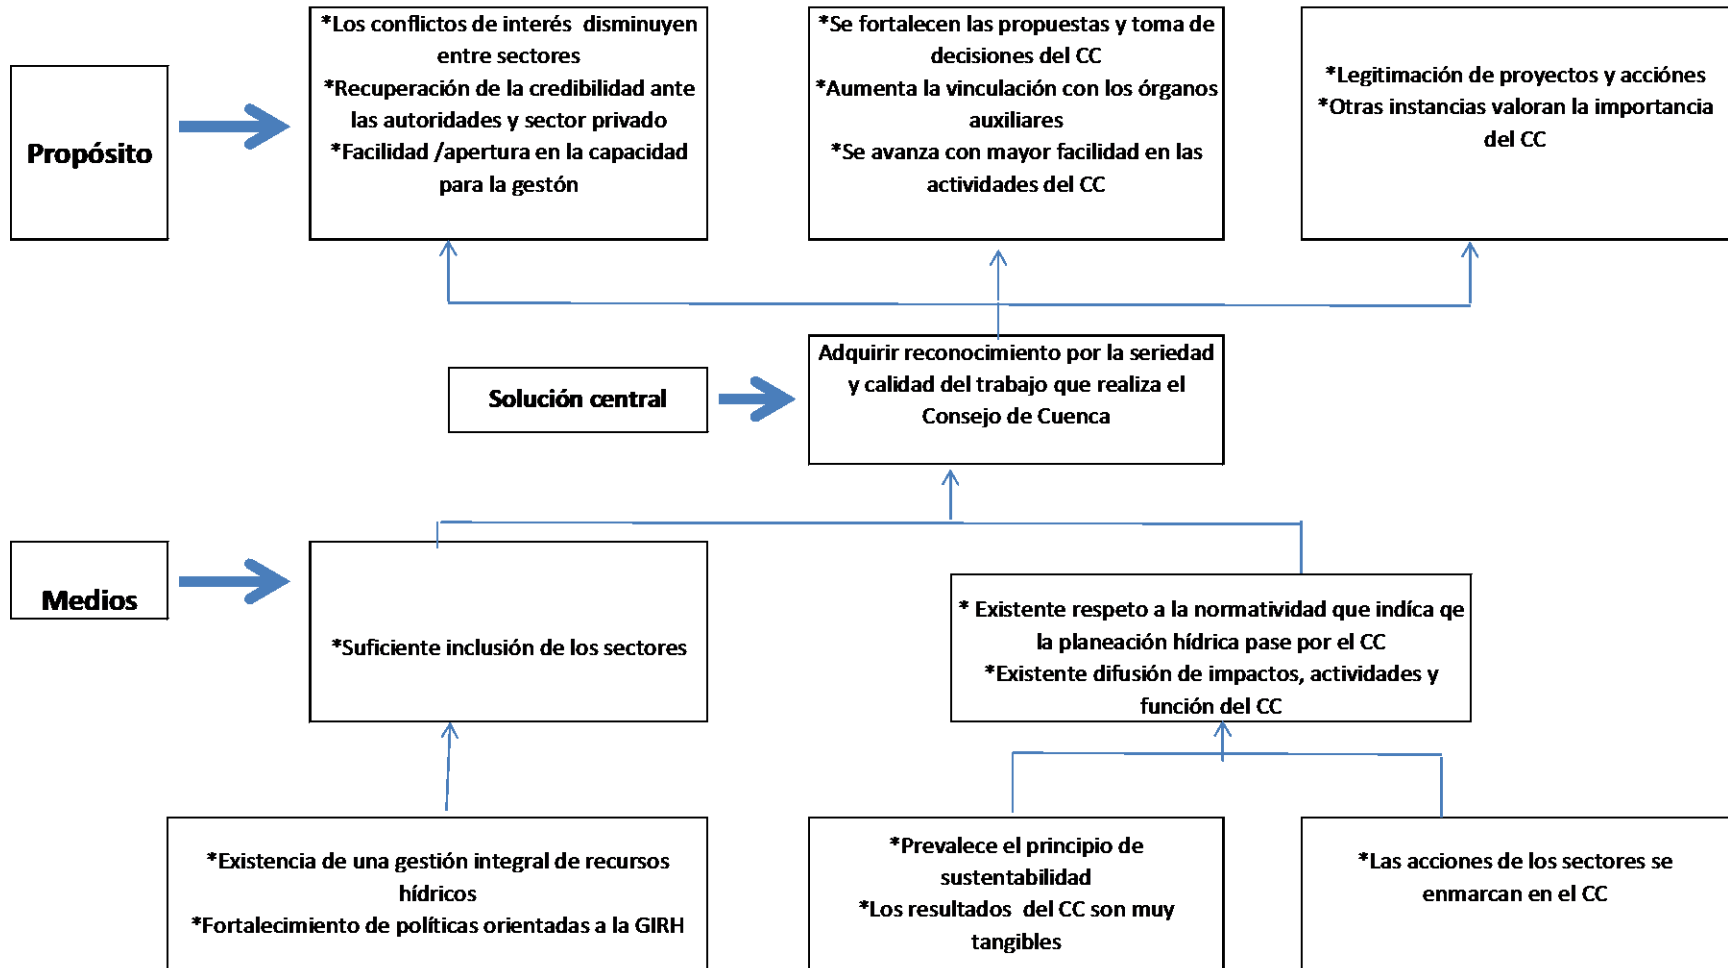 Propósito
*Los conflictos de interés disminuyen
entre sectores
*Recuperación de la credibilidad ante
las autoridades y sector privado
*Facilidad /apertura en la capacidad
para la gestón
*Se fortalecen las propuestas y toma de
decisiones del CC
*Aumenta la vinculación con los órganos
auxiliares
*Se avanza con mayor facilidad en las
actividades del CC
*Legitimación de proyectos y acciónes
*Otras instancias valoran la importancia
del CC
Solución central
Adquirir reconocimiento por la seriedad
y calidad del trabajo que realiza el
Consejo de Cuenca
Medios
*Suficiente inclusión de los sectores
* Existente respeto a la normatividad que indíca qe
la planeación hídrica pase por el CC
*Existente difusión de impactos, actividades y
función del CC
*Existencia de una gestión integral de recursos
hídricos
*Fortalecimiento de políticas orientadas a la GIRH
*Prevalece el principio de
sustentabilidad
*Los resultados del CC son muy
tangibles
*Las acciones de los sectores se
enmarcan en el CC